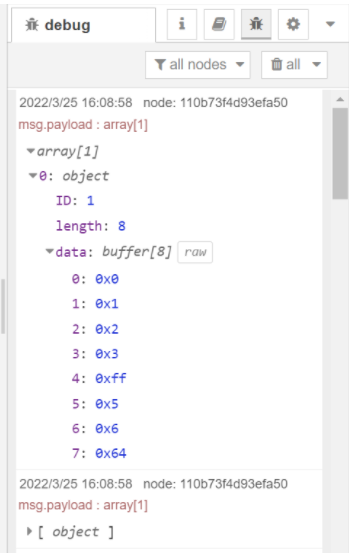 debug
i
all nodes
all
2022/3/25 16:08:58 node: 110b73f4d93efa50
msg.payload : array[1]
array[1]
0: object
ID: 1
length: 8
data: buffer[8] raw
0: 0x0
1: 0x1
2: 0x2
3: 0x3
4: 0xff
5: 0x5
6: 0x6
7: 0x64
2022/3/25 16:08:58 node: 110b73f4d93efa50
msg.payload : array[1]
[ object ]